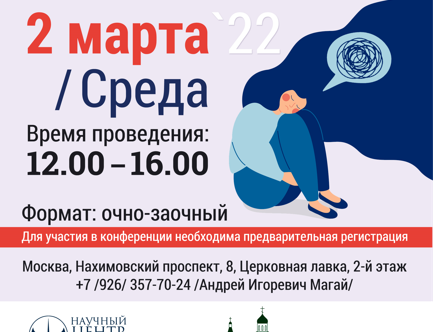 2 марта `22
/ Среда
Время проведения:
12.00 – 16.00
Формат: очно-заочный
Для участия в конференции необходима предварительная регистрация
Москва, Нахимовский проспект, 8, Церковная лавка, 2-й этаж
+7 /926/ 357-70-24 /Андрей Игоревич Магай/
НАУЧНЫЙ
ЦЕНТР